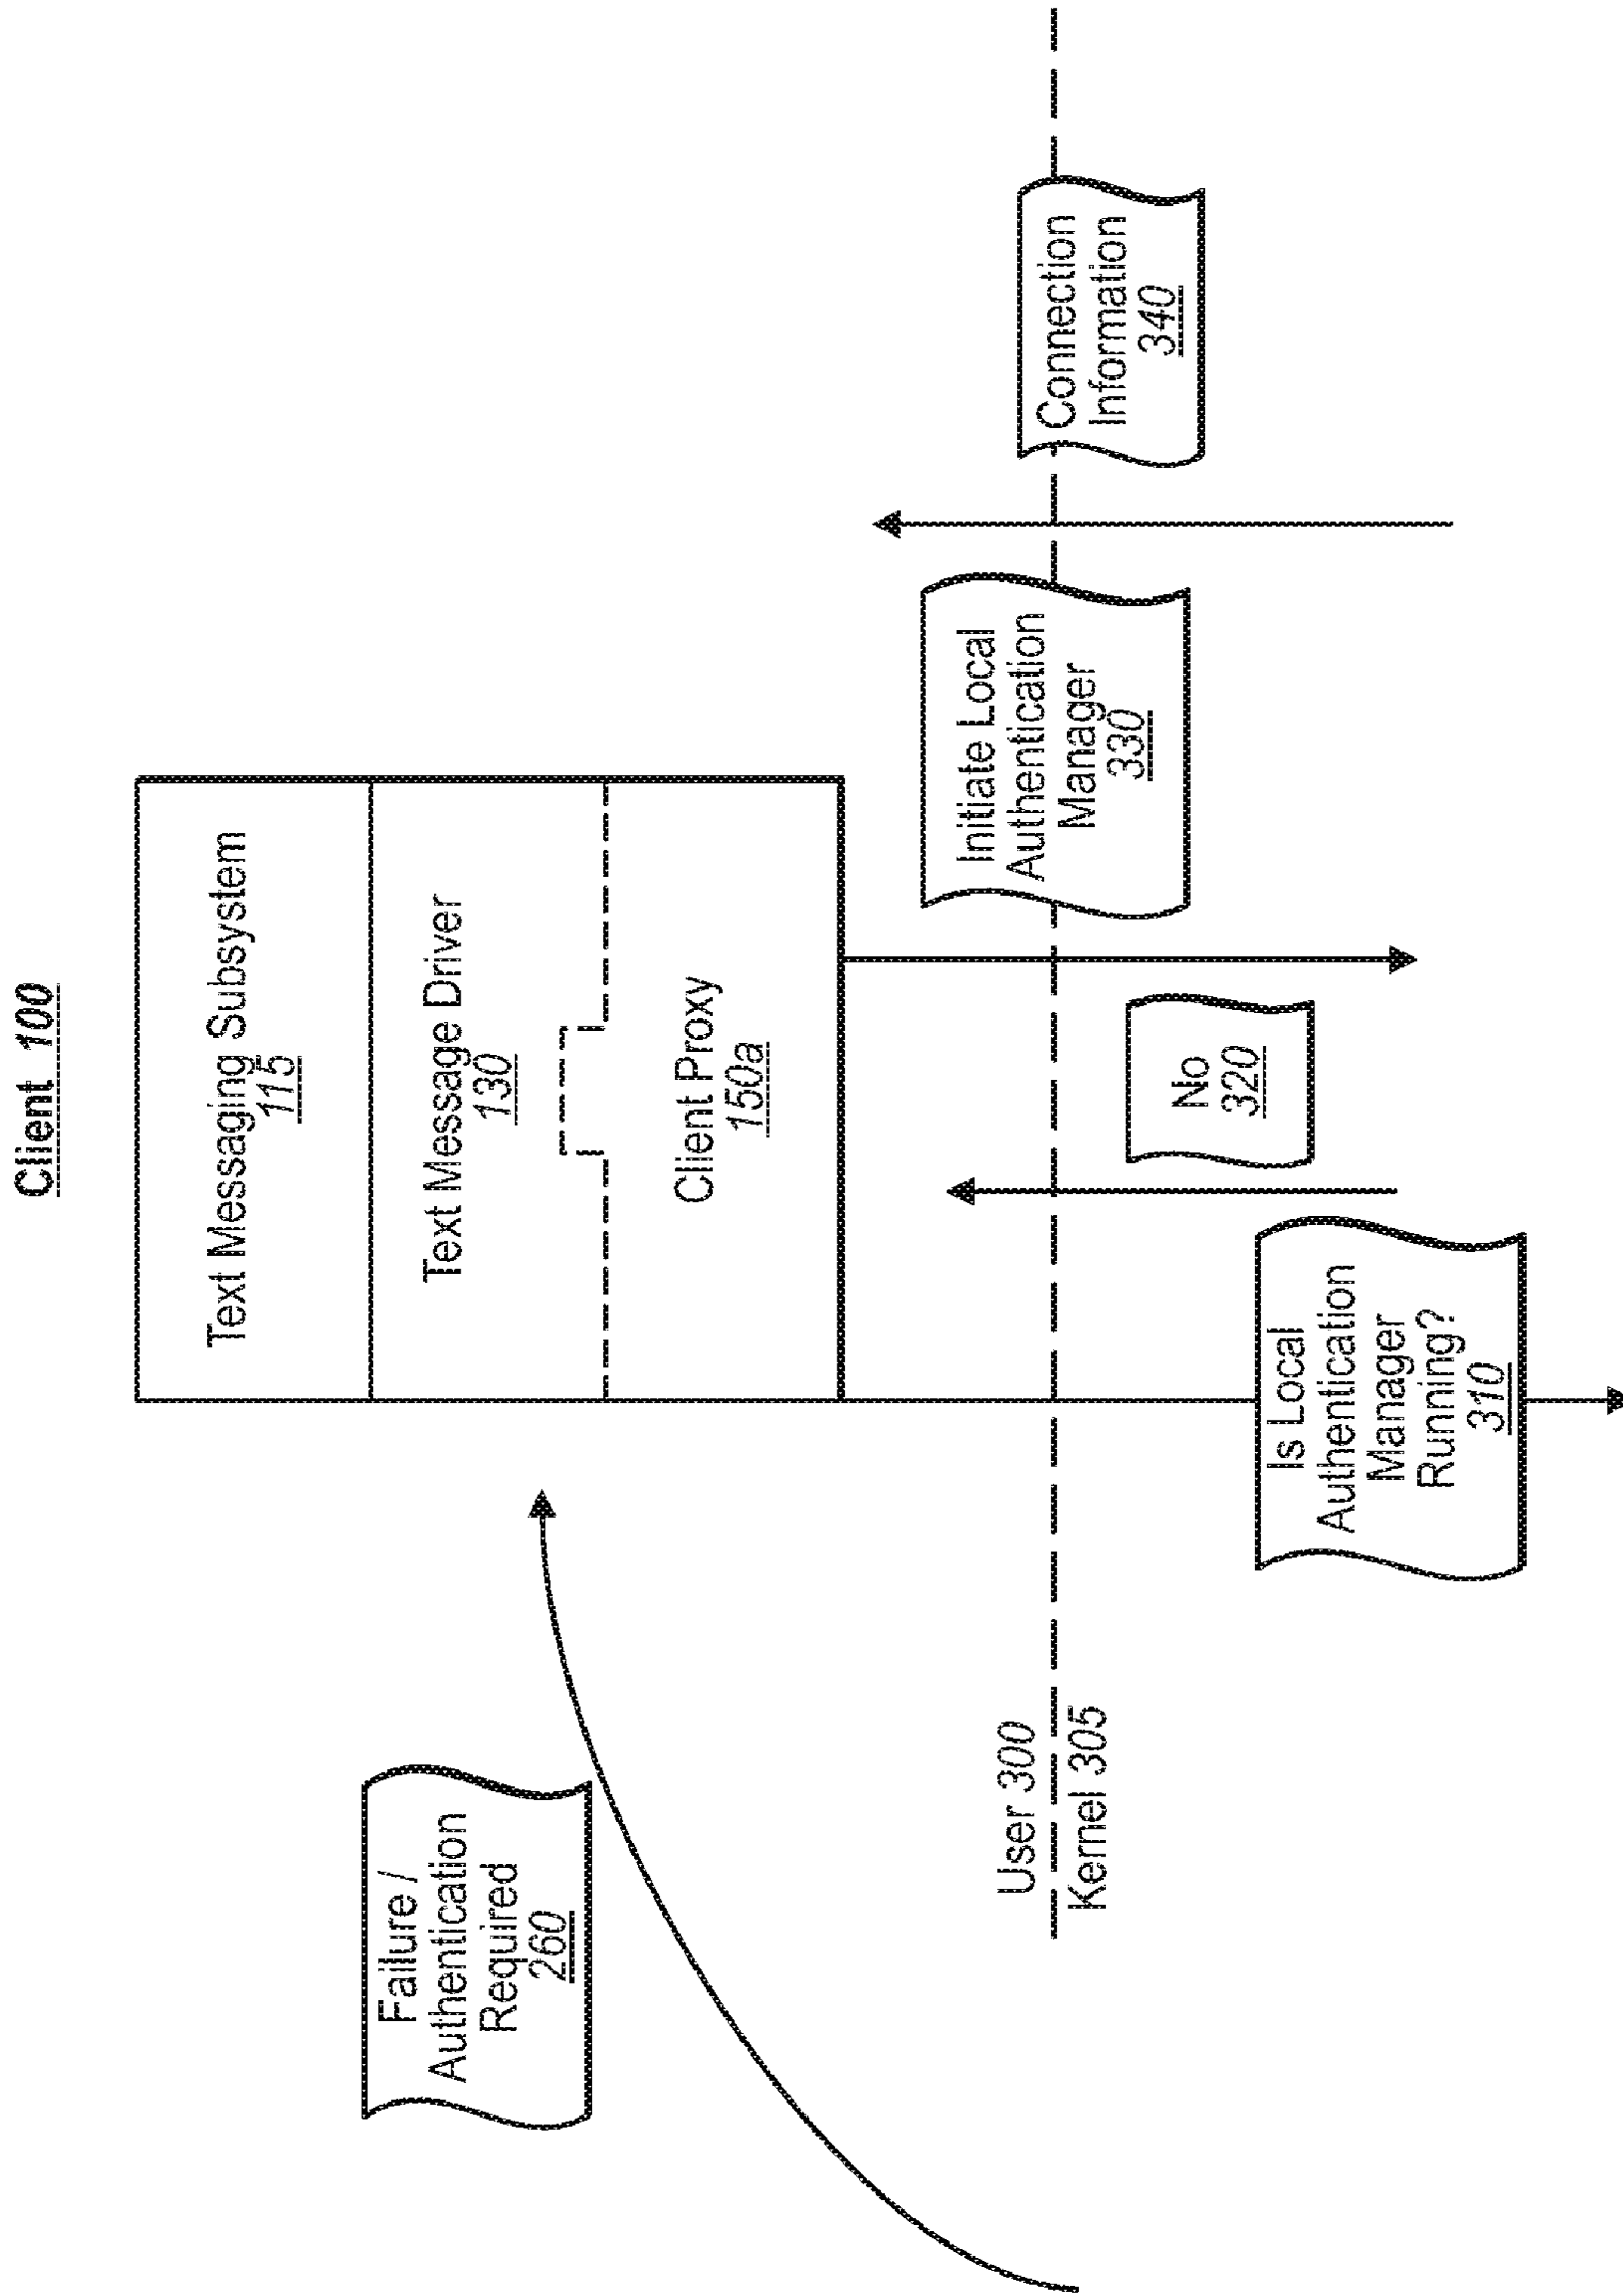 Client 100
Text Messaging Subsystem
115
Text Message Driver
130
Client Proxy
150a
Failure /
Authentication
Required
260
User 300
Kernel 305
Is Local
Authentication
Manager
Running?
310
No
320
Initiate Local
Authentication
Manager
330
Connection
Information
340